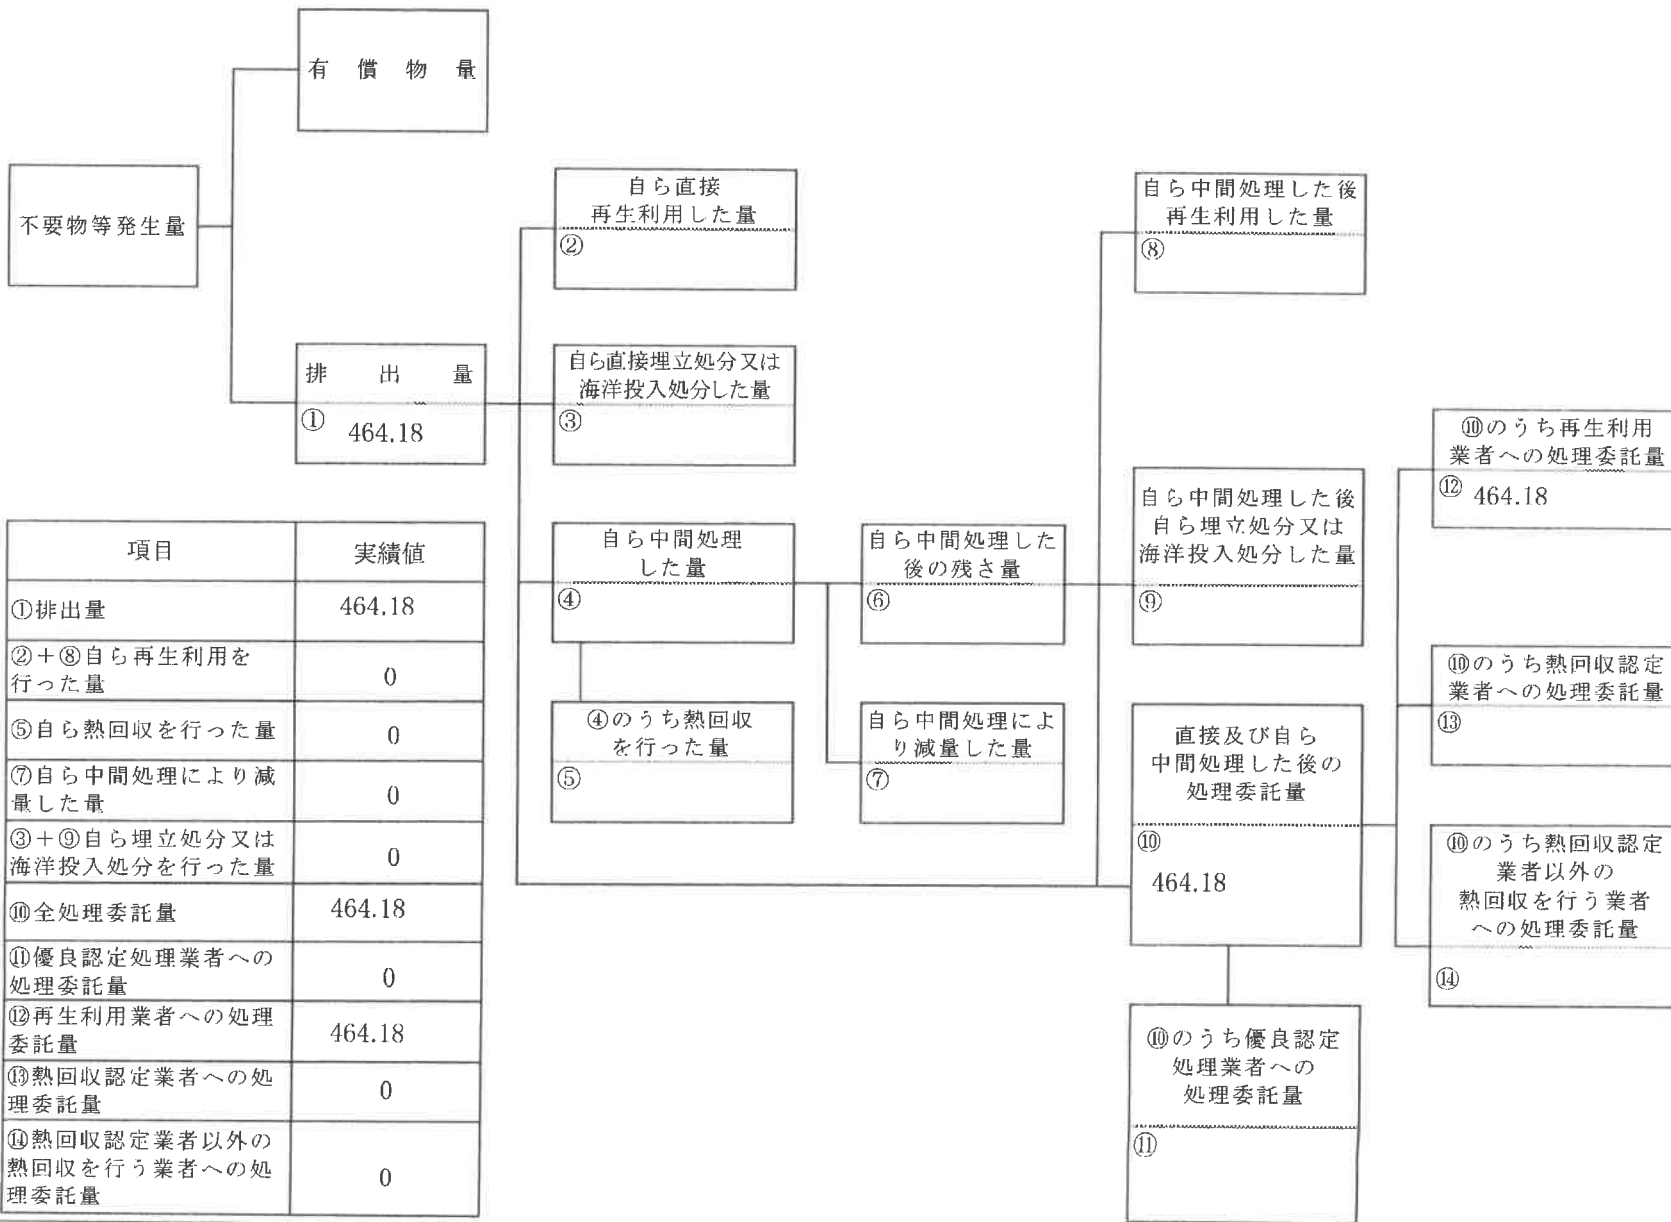 有償物量
不要物等発生量
排出量
①
464.18
自ら直接
再生利用した量
②
自ら直接埋立処分又は
海洋投入処分した量
③
自ら中間処理
した量
④
④のうち熱回収
を行った量
⑤
自ら中間処理した
後の残さ量
⑥
自ら中間処理によ
り減量した量
⑦
自ら中間処理した後
再生利用した量
⑧
自ら中間処理した後
自ら埋立処分又は
海洋投入処分した量
⑨
直接及び自ら
中間処理した後の
処理委託量
⑩
464.18
⑩のうち優良認定
処理業者への
処理委託量
⑪
⑩のうち再生利用
業者への処理委託量
⑫ 464.18
⑩のうち熱回収認定
業者への処理委託量
⑬
⑩のうち熱回収認定
業者以外の
熱回収を行う業者
への処理委託量
⑭
項目 実績値
①排出量 464.18
②+⑧自ら再生利用を
行った量 0
⑤自ら熱回収を行った量 0
⑦自ら中間処理により減
量した量 0
③+⑨自ら埋立処分又は
海洋投入処分を行った量 0
⑩全処理委託量 464.18
⑪優良認定処理業者への
処理委託量 0
⑫再生利用業者への処理
委託量 464.18
⑬熱回収認定業者への処
理委託量 0
⑭熱回収認定業者以外の
熱回収を行う業者への処
理委託量 0